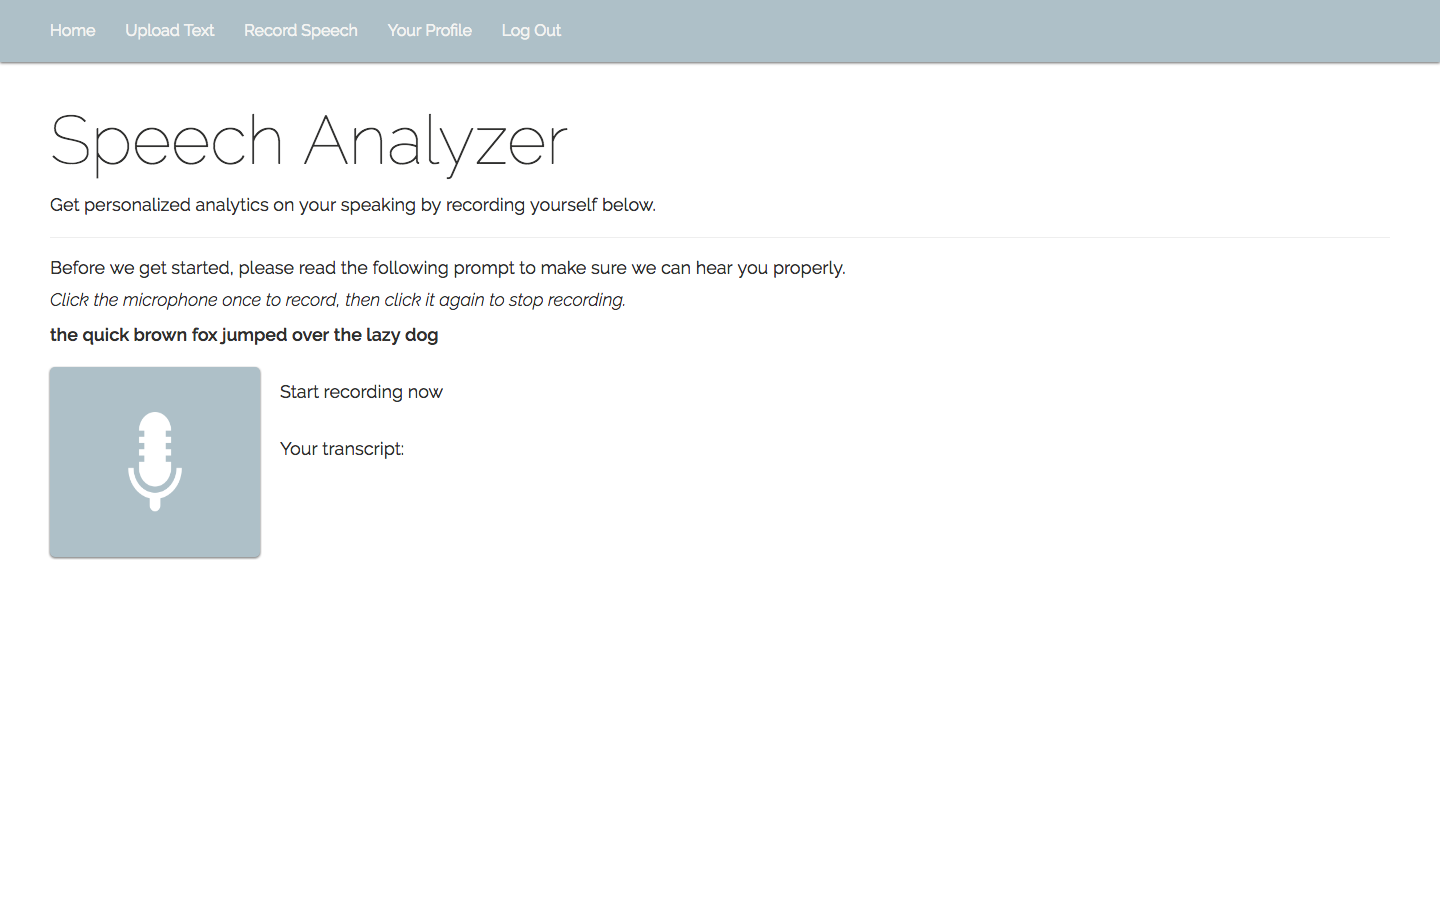 Home Upload Text Record Speech Your Profile Log Out
Speech Analyzer
Get personalized analytics on your speaking by recording yourself below.
Before we get started, please read the following prompt to make sure we can hear you properly.
Click the microphone once to record, then click it again to stop recording.
the quick brown fox jumped over the lazy dog
Start recording now
Your transcript: